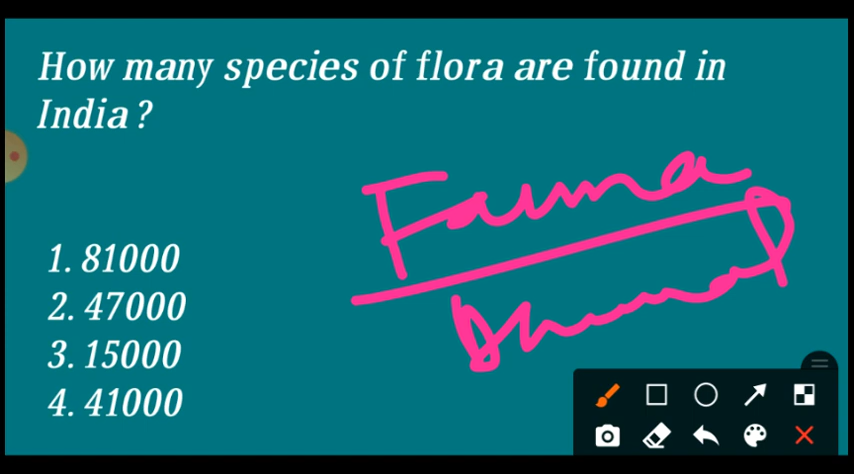 How many species of flora are found in
India ?
Fauna
1. 81000
2. 47000
3. 15000
4. 41000